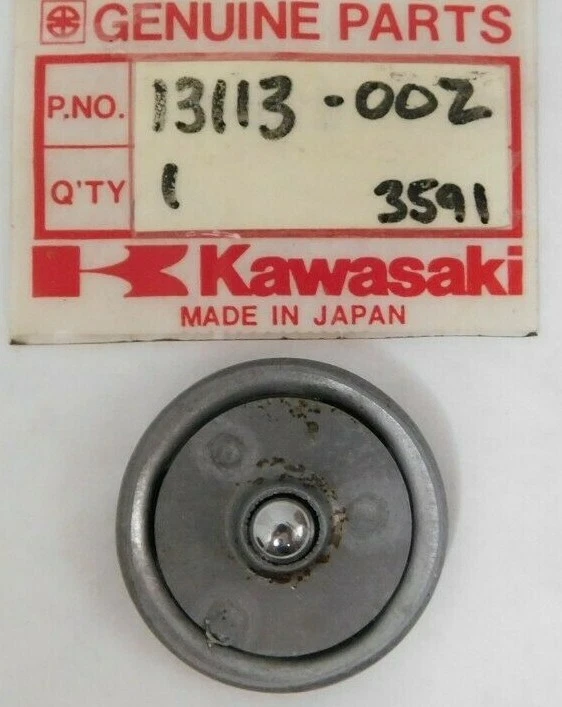 GENUINE PARTS
P.NO. 13113-002
Q'TY 1 3591
Kawasaki
MADE IN JAPAN